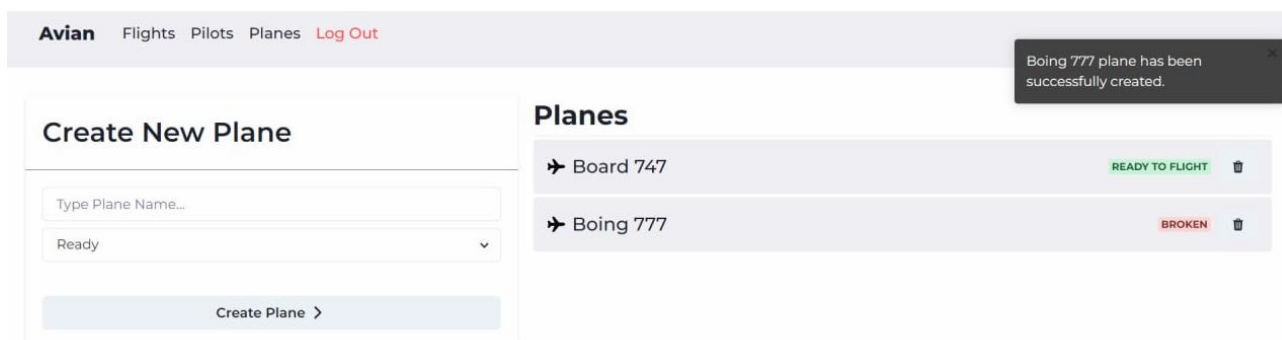 Avian Flights Pilots Planes Log Out
Boing 777 plane has been
successfully created.
Create New Plane
Type Plane Name...
Ready
Create Plane
Planes
Board 747 READY TO FLIGHT
Boing 777 BROKEN